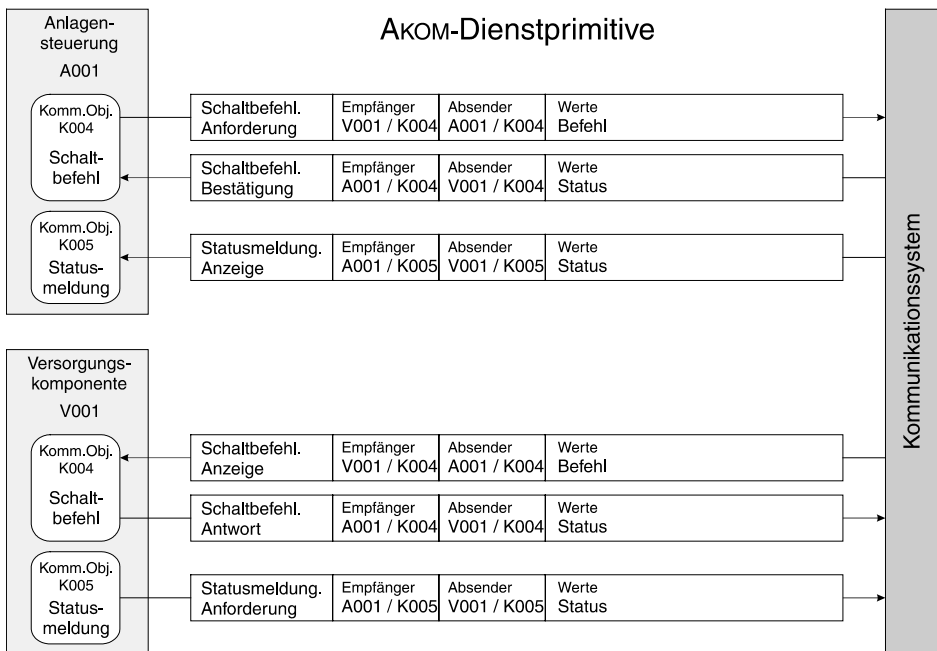 Anlagen-
steuerung
A001
AKOM-Dienstprimitive
Komm.Obj.
K004
Schalt-
befehl
Schaltbefehl.
Anforderung
Empfänger
V001 / K004
Absender
A001 / K004
Werte
Befehl
Schaltbefehl.
Bestätigung
Empfänger
A001 / K004
Absender
V001 / K004
Werte
Status
Komm.Obj.
K005
Status-
meldung
Statusmeldung.
Anzeige
Empfänger
A001 / K005
Absender
V001 / K005
Werte
Status
Kommunikationssystem
Versorgungs-
komponente
V001
Komm.Obj.
K004
Schalt-
befehl
Schaltbefehl.
Anzeige
Empfänger
V001 / K004
Absender
A001 / K004
Werte
Befehl
Schaltbefehl.
Antwort
Empfänger
A001 / K004
Absender
V001 / K004
Werte
Status
Komm.Obj.
K005
Status-
meldung
Statusmeldung.
Anforderung
Empfänger
A001 / K005
Absender
V001 / K005
Werte
Status